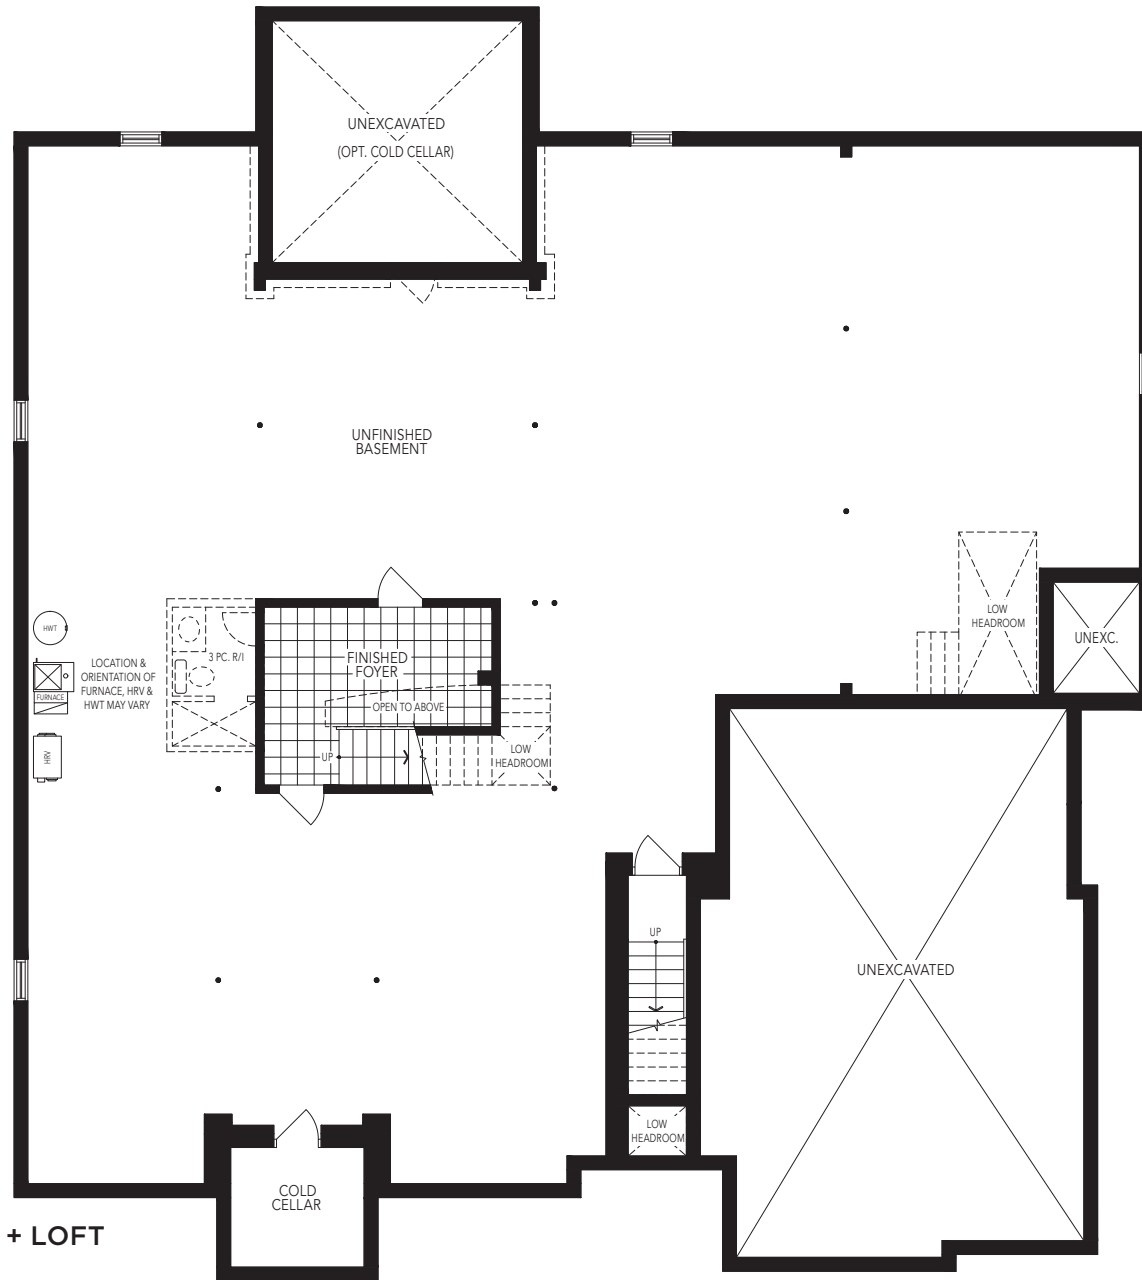 UNEXCAVATED
(OPT. COLD CELLAR)
UNFINISHED
BASEMENT
LOW
HEADROOM
UNEXC.
HWT
FURNACE
HRV
LOCATION &
ORIENTATION OF
FURNACE, HRV &
HWT MAY VARY
3 PC. R/I
FINISHED
FOYER
OPEN TO ABOVE
UP
LOW
HEADROOM
UP
UNEXCAVATED
LOW
HEADROOM
COLD
CELLAR
+ LOFT